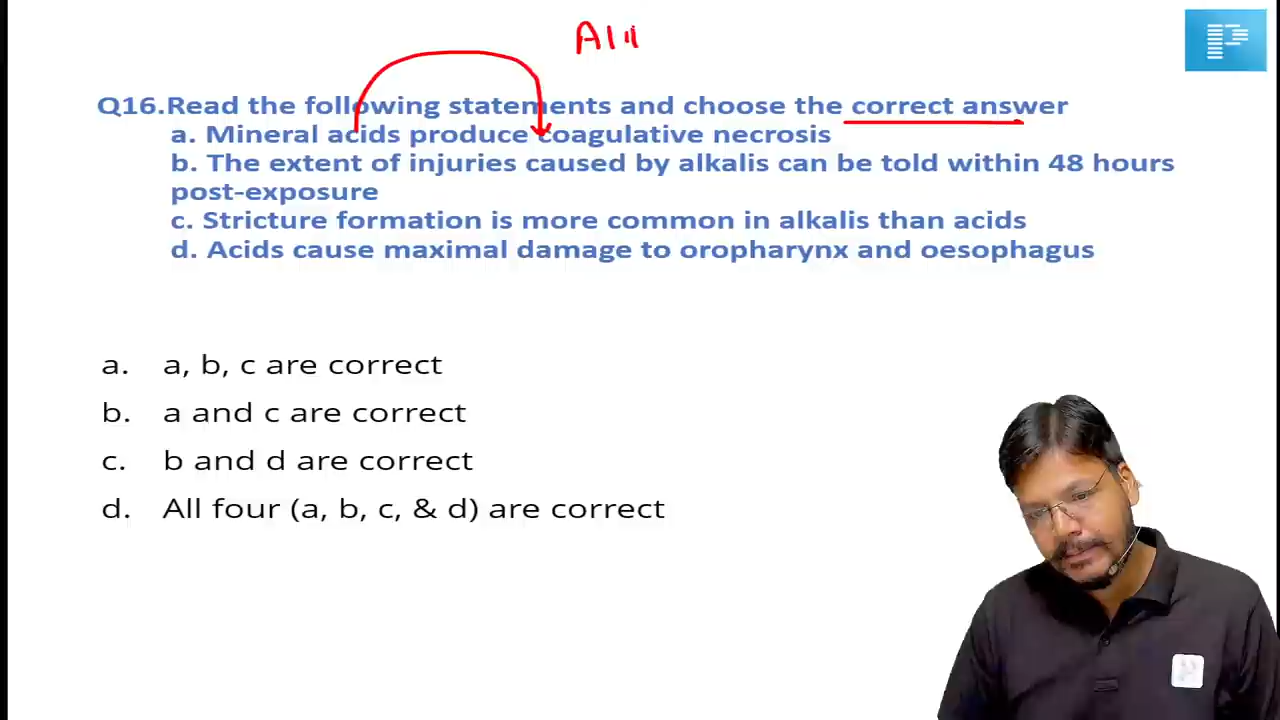 Q16.Read the following statements and choose the correct answer
a. Mineral acids produce coagulative necrosis
b. The extent of injuries caused by alkalis can be told within 48 hours
post-exposure
c. Stricture formation is more common in alkalis than acids
d. Acids cause maximal damage to oropharynx and oesophagus
a. a, b, c are correct
b. a and c are correct
c. b and d are correct
d. All four (a, b, c, & d) are correct